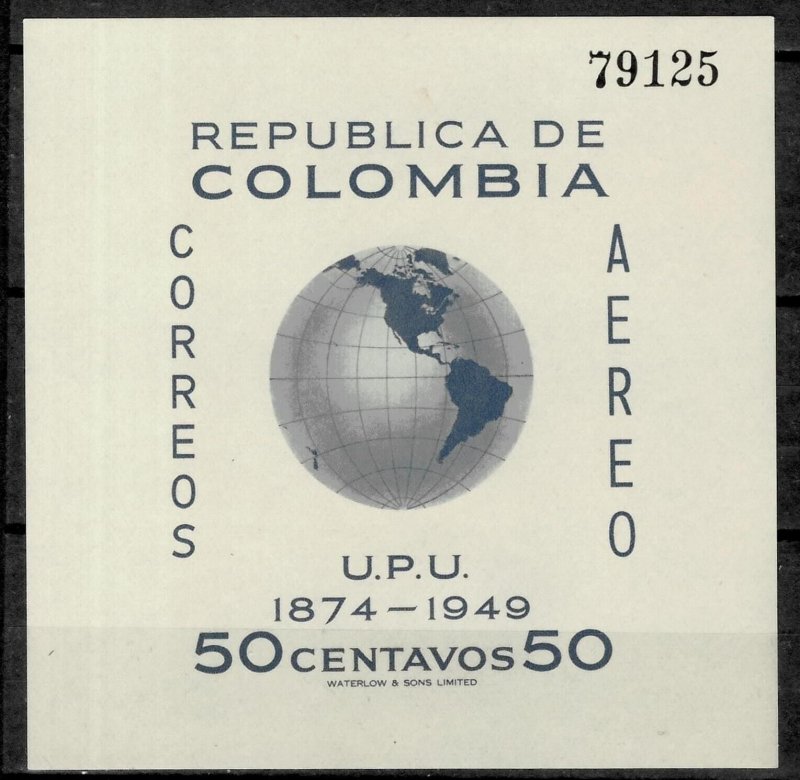 79125
REPUBLICA DE
COLOMBIA
CORREOS
AEREO
U.P.U.
1874-1949
50 CENTAVOS 50
WATERLOW & SONS LIMITED